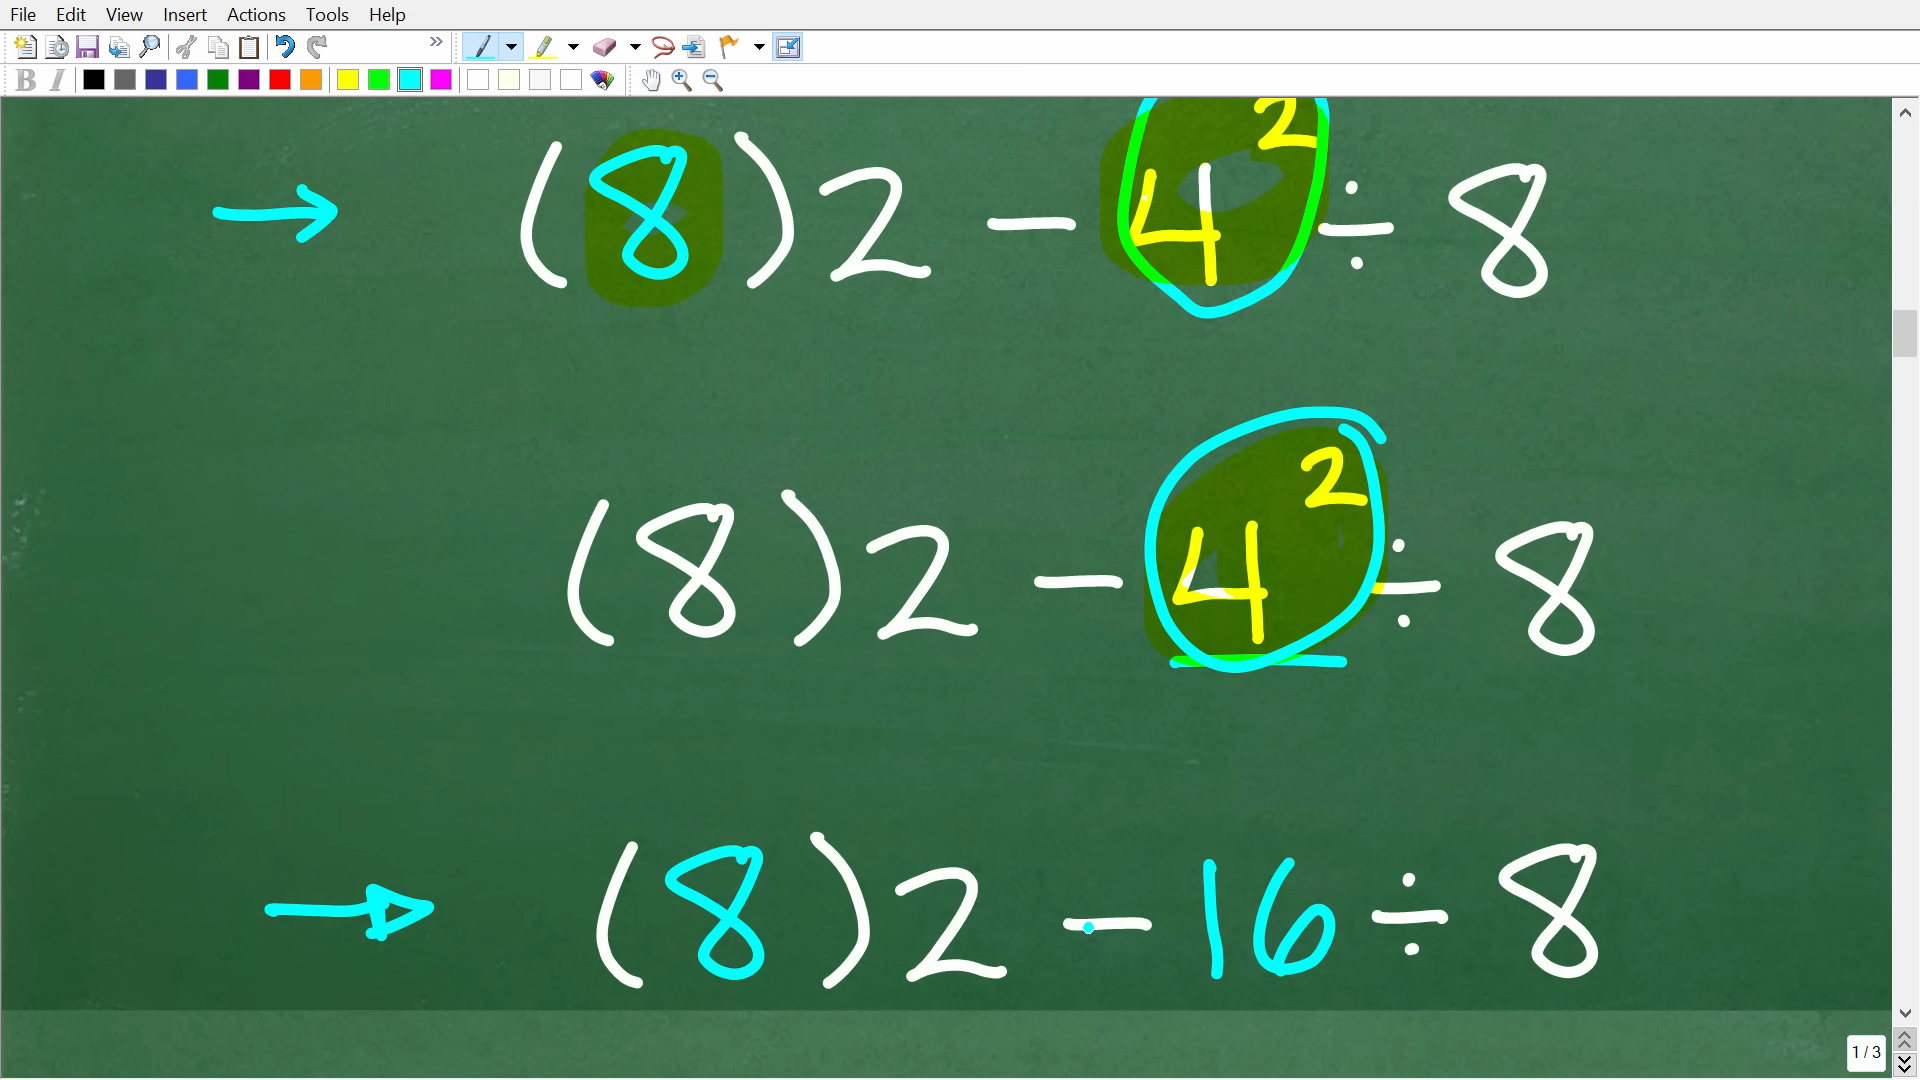 File Edit View Insert Actions Tools Help
B I
(8)2 - 4² ÷ 8
(8)2 - 4² ÷ 8
(8)2 - 16 ÷ 8
1 / 3